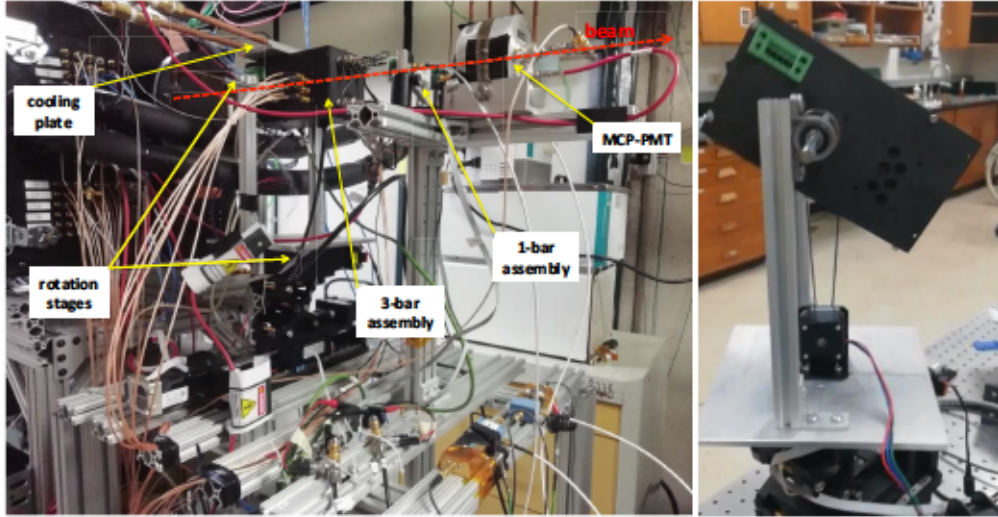 beam
cooling
plate
MCP-PMT
1-bar
assembly
rotation
stages
3-bar
assembly